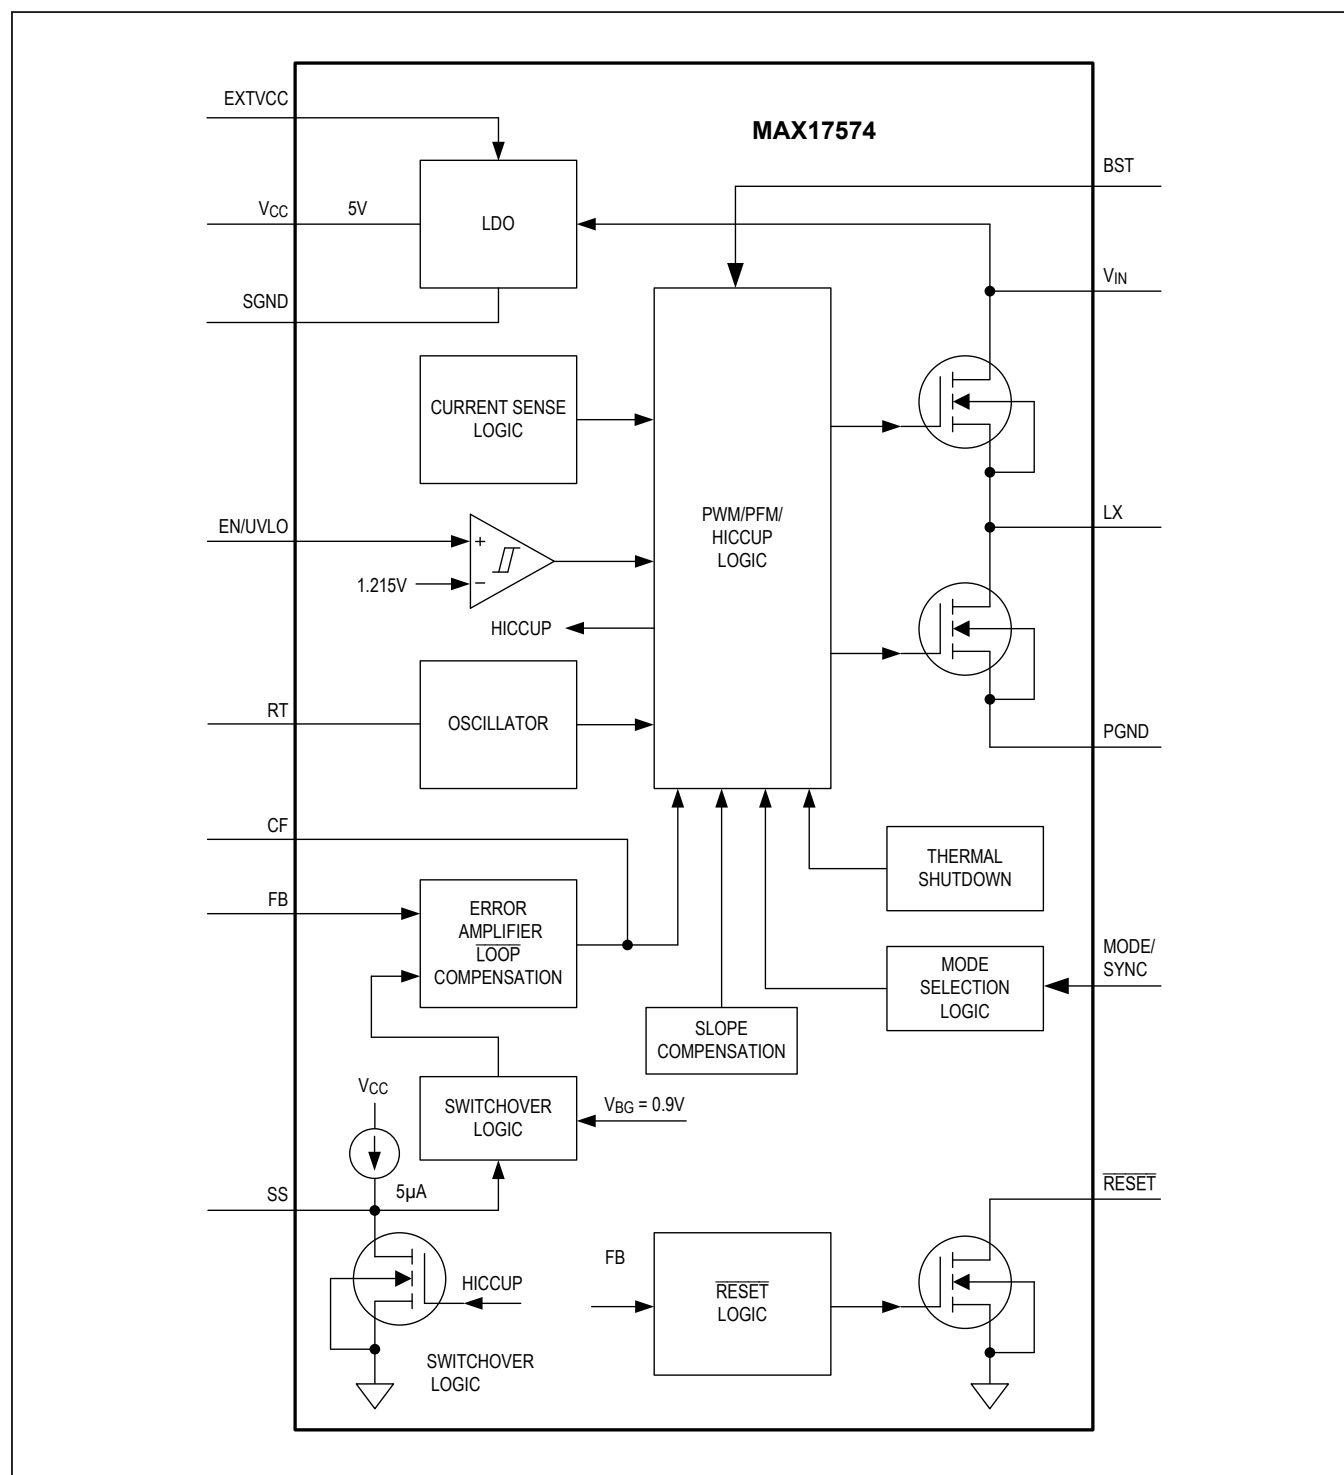 MAX17574
EXTVCC
VCC
5V
SGND
LDO
BST
VIN
CURRENT SENSE
LOGIC
EN/UVLO
1.215V
+
−
HICCUP
PWM/PFM/
HICCUP
LOGIC
LX
RT
OSCILLATOR
PGND
CF
FB
ERROR
AMPLIFIER
LOOP
COMPENSATION
THERMAL
SHUTDOWN
MODE
SELECTION
LOGIC
MODE/
SYNC
SLOPE
COMPENSATION
VCC
SWITCHOVER
LOGIC
VBG = 0.9V
SS
5µA
HICCUP
SWITCHOVER
LOGIC
FB
RESET
LOGIC
RESET